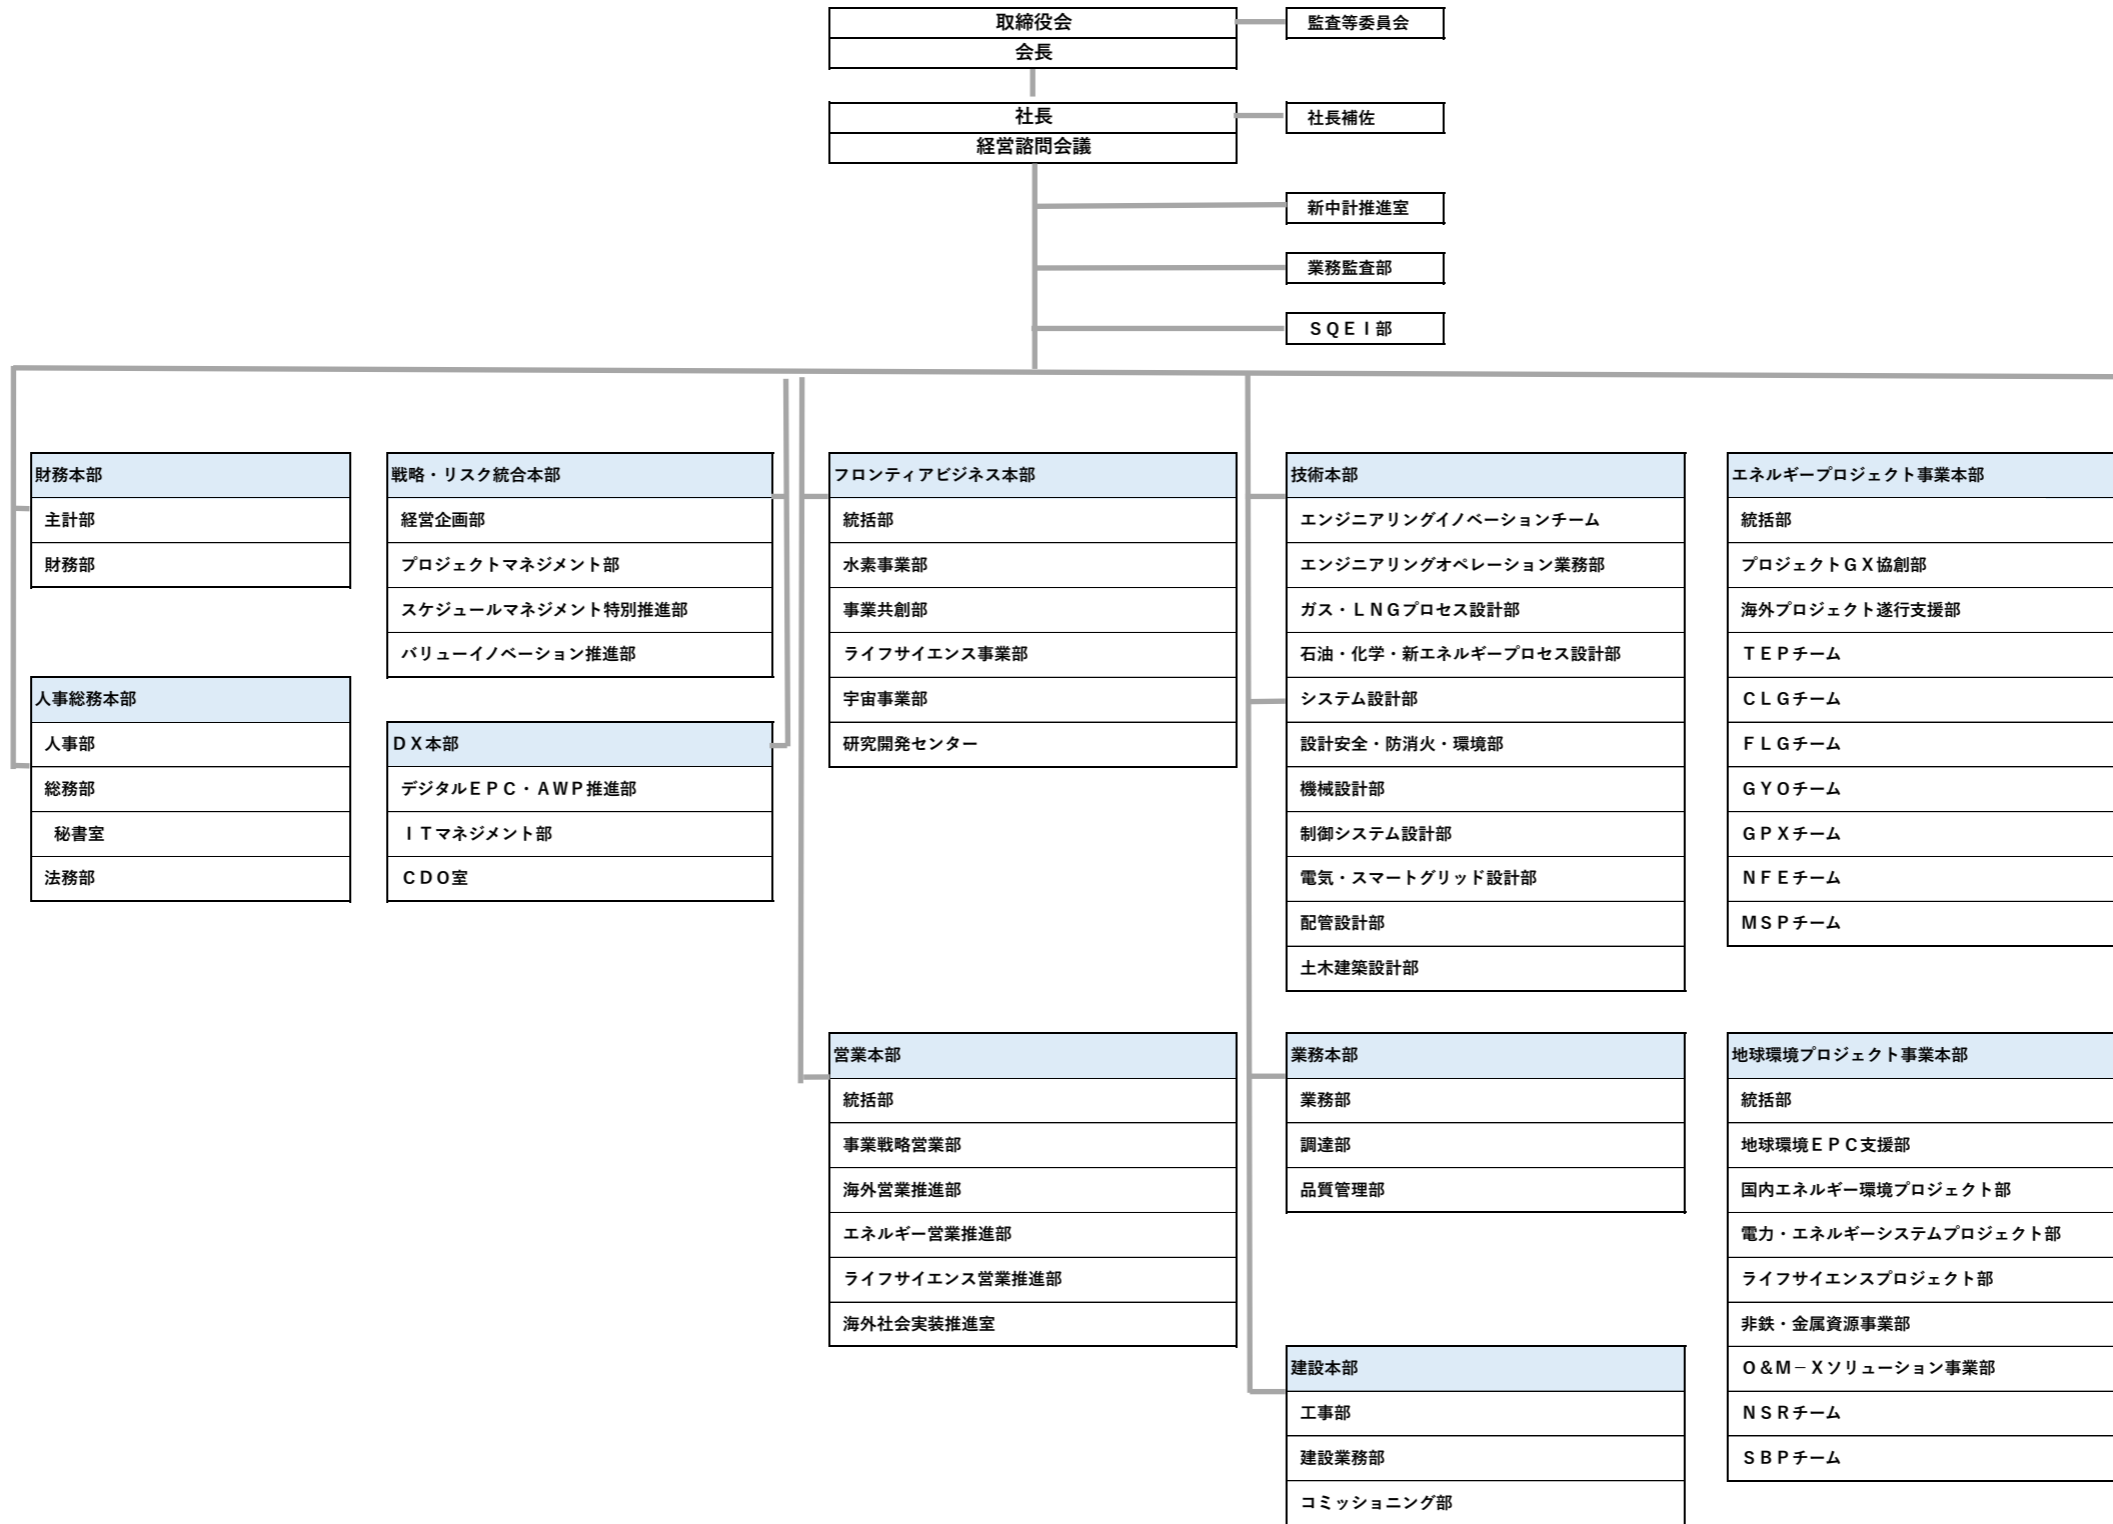 取締役会
監査等委員会
会長
社長
社長補佐
経営諮問会議
新中計推進室
業務監査部
ＳＱＥＩ部
財務本部
主計部
財務部
人事総務本部
人事部
総務部
秘書室
法務部
戦略・リスク統合本部
経営企画部
プロジェクトマネジメント部
スケジュールマネジメント特別推進部
バリューイノベーション推進部
ＤＸ本部
デジタルＥＰＣ・ＡＷＰ推進部
ＩＴマネジメント部
ＣＤＯ室
フロンティアビジネス本部
統括部
水素事業部
事業共創部
ライフサイエンス事業部
宇宙事業部
研究開発センター
営業本部
統括部
事業戦略営業部
海外営業推進部
エネルギー営業推進部
ライフサイエンス営業推進部
海外社会実装推進室
技術本部
エンジニアリングイノベーションチーム
エンジニアリングオペレーション業務部
ガス・ＬＮＧプロセス設計部
石油・化学・新エネルギープロセス設計部
システム設計部
設計安全・防消火・環境部
機械設計部
制御システム設計部
電気・スマートグリッド設計部
配管設計部
土木建築設計部
業務本部
業務部
調達部
品質管理部
建設本部
工事部
建設業務部
コミッショニング部
エネルギープロジェクト事業本部
統括部
プロジェクトＧＸ協創部
海外プロジェクト遂行支援部
ＴＥＰチーム
ＣＬＧチーム
ＦＬＧチーム
ＧＹＯチーム
ＧＰＸチーム
ＮＦＥチーム
ＭＳＰチーム
地球環境プロジェクト事業本部
統括部
地球環境ＥＰＣ支援部
国内エネルギー環境プロジェクト部
電力・エネルギーシステムプロジェクト部
ライフサイエンスプロジェクト部
非鉄・金属資源事業部
Ｏ＆Ｍ－Ｘソリューション事業部
ＮＳＲチーム
ＳＢＰチーム